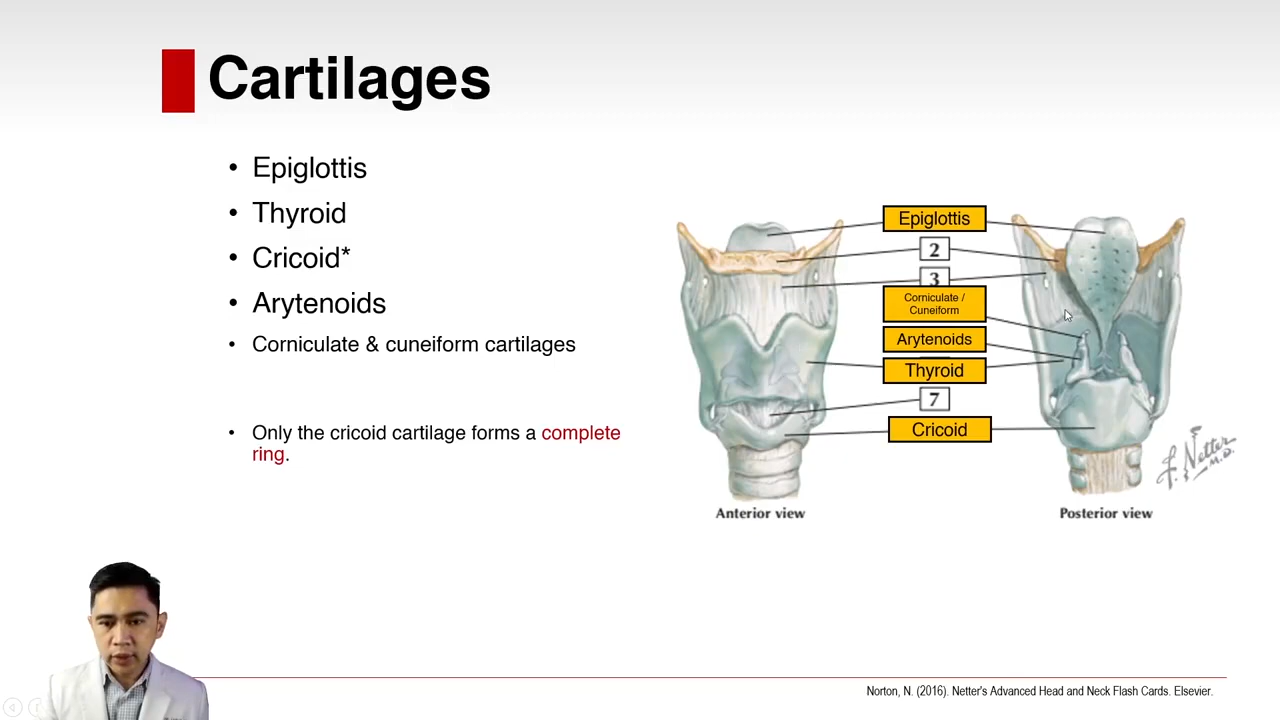 Cartilages
• Epiglottis
• Thyroid
• Cricoid*
• Arytenoids
• Corniculate & cuneiform cartilages
• Only the cricoid cartilage forms a complete
ring.
Epiglottis
2
3
Corniculate /
Cuneiform
Arytenoids
Thyroid
7
Cricoid
F. Netter
M.D.
Anterior view
Posterior view
Norton, N. (2016). Netter's Advanced Head and Neck Flash Cards. Elsevier.